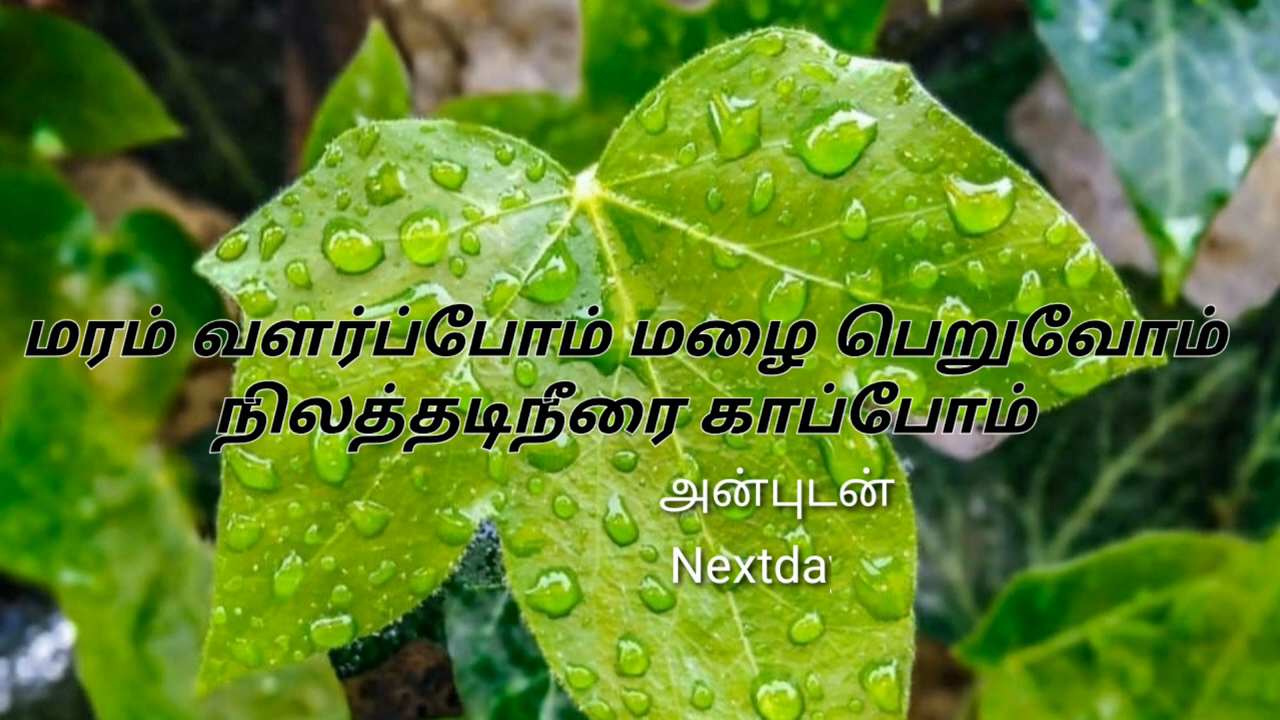 மரம் வளர்ப்போம் மழை பெறுவோம்
நிலத்தடிநீரை காப்போம்
அன்புடன்